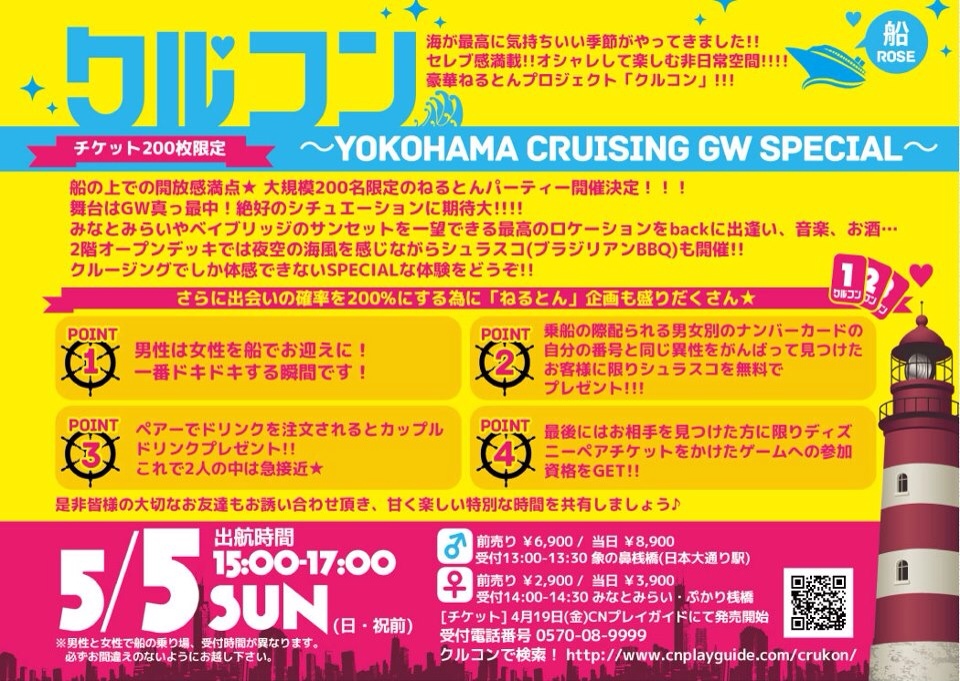 クルコン
海が最高に気持ちいい季節がやってきました!!
セレブ感満載!!オシャレして楽しむ非日常空間!!!!
豪華ねるとんプロジェクト「クルコン」!!!
船
ROSE
チケット200枚限定
〜YOKOHAMA CRUISING GW SPECIAL〜
船の上での開放感満点★ 大規模200名限定のねるとんパーティー開催決定！！！
舞台はGW真っ最中！絶好のシチュエーションに期待大!!!!
みなとみらいやベイブリッジのサンセットを一望できる最高のロケーションをbackに出逢い、音楽、お酒…
2階オープンデッキでは夜空の海風を感じながらシュラスコ(ブラジリアンBBQ)も開催!!
クルージングでしか体感できないSPECIALな体験をどうぞ!!
さらに出会いの確率を200%にする為に「ねるとん」企画も盛りだくさん★
1 2 3
クルコン
POINT
1
男性は女性を船でお迎えに！
一番ドキドキする瞬間です！
POINT
2
乗船の際配られる男女別のナンバーカードの
自分の番号と同じ異性をがんばって見つけた
お客様に限りシュラスコを無料で
プレゼント!!!
POINT
3
ペアーでドリンクを注文されるとカップル
ドリンクプレゼント!!
これで2人の中は急接近★
POINT
4
最後にはお相手を見つけた方に限りディズ
ニーペアチケットをかけたゲームへの参加
資格をGET!!
是非皆様の大切なお友達もお誘い合わせ頂き、甘く楽しい特別な時間を共有しましょう♪
5/5
出航時間
15:00-17:00
SUN
(日・祝前)
※男性と女性で船の乗り場、受付時間が異なります。
必ずお間違えのないようにお越し下さい。
♂ 前売り ￥6,900 / 当日 ￥8,900
受付13:00-13:30 象の鼻桟橋(日本大通り駅)
♀ 前売り ￥2,900 / 当日 ￥3,900
受付14:00-14:30 みなとみらい・ぷかり桟橋
[チケット] 4月19日(金)CNプレイガイドにて発売開始
受付電話番号 0570-08-9999
クルコンで検索！ http://www.cnplayguide.com/crukon/